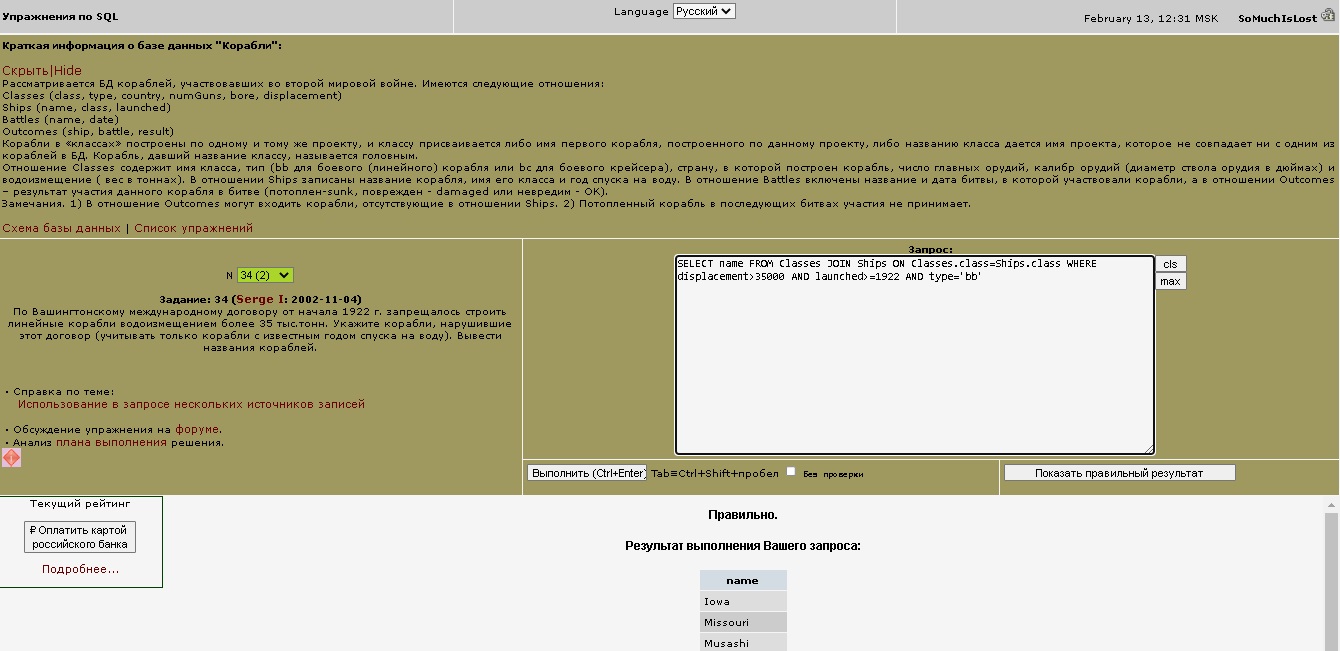 Упражнения по SQL
Language Русский
February 13, 12:31 MSK SoMuchIsLost
Краткая информация о базе данных "Корабли":
Скрыть|Hide
Рассматривается БД кораблей, участвовавших во второй мировой войне. Имеются следующие отношения:
Classes (class, type, country, numGuns, bore, displacement)
Ships (name, class, launched)
Battles (name, date)
Outcomes (ship, battle, result)
Корабли в «классах» построены по одному и тому же проекту, и классу присваивается либо имя первого корабля, построенного по данному проекту, либо названию класса дается имя проекта, которое не совпадает ни с одним из
кораблей в БД. Корабль, давший название классу, называется головным.
Отношение Classes содержит имя класса, тип (bb для боевого (линейного) корабля или bc для боевого крейсера), страну, в которой построен корабль, число главных орудий, калибр орудий (диаметр ствола орудия в дюймах) и
водоизмещение ( вес в тоннах). В отношении Ships записаны название корабля, имя его класса и год спуска на воду. В отношение Battles включены название и дата битвы, в которой участвовали корабли, а в отношении Outcomes
– результат участия данного корабля в битве (потоплен-sunk, поврежден - damaged или невредим - OK).
Замечания. 1) В отношение Outcomes могут входить корабли, отсутствующие в отношении Ships. 2) Потопленный корабль в последующих битвах участия не принимает.
Схема базы данных | Список упражнений
N 34 (2)
Задание: 34 (Serge I: 2002-11-04)
По Вашингтонскому международному договору от начала 1922 г. запрещалось строить
линейные корабли водоизмещением более 35 тыс.тонн. Укажите корабли, нарушившие
этот договор (учитывать только корабли c известным годом спуска на воду). Вывести
названия кораблей.
• Справка по теме:
Использование в запросе нескольких источников записей
• Обсуждение упражнения на форуме.
• Анализ плана выполнения решения.
Запрос:
SELECT name FROM Classes JOIN Ships ON Classes.class=Ships.class WHERE
displacement>35000 AND launched>=1922 AND type='bb'
cls
max
Выполнить (Ctrl+Enter) Tab≡Ctrl+Shift+пробел Без проверки
Показать правильный результат
Текущий рейтинг
₽ Оплатить картой
российского банка
Подробнее...
Правильно.
Результат выполнения Вашего запроса:
name
Iowa
Missouri
Musashi